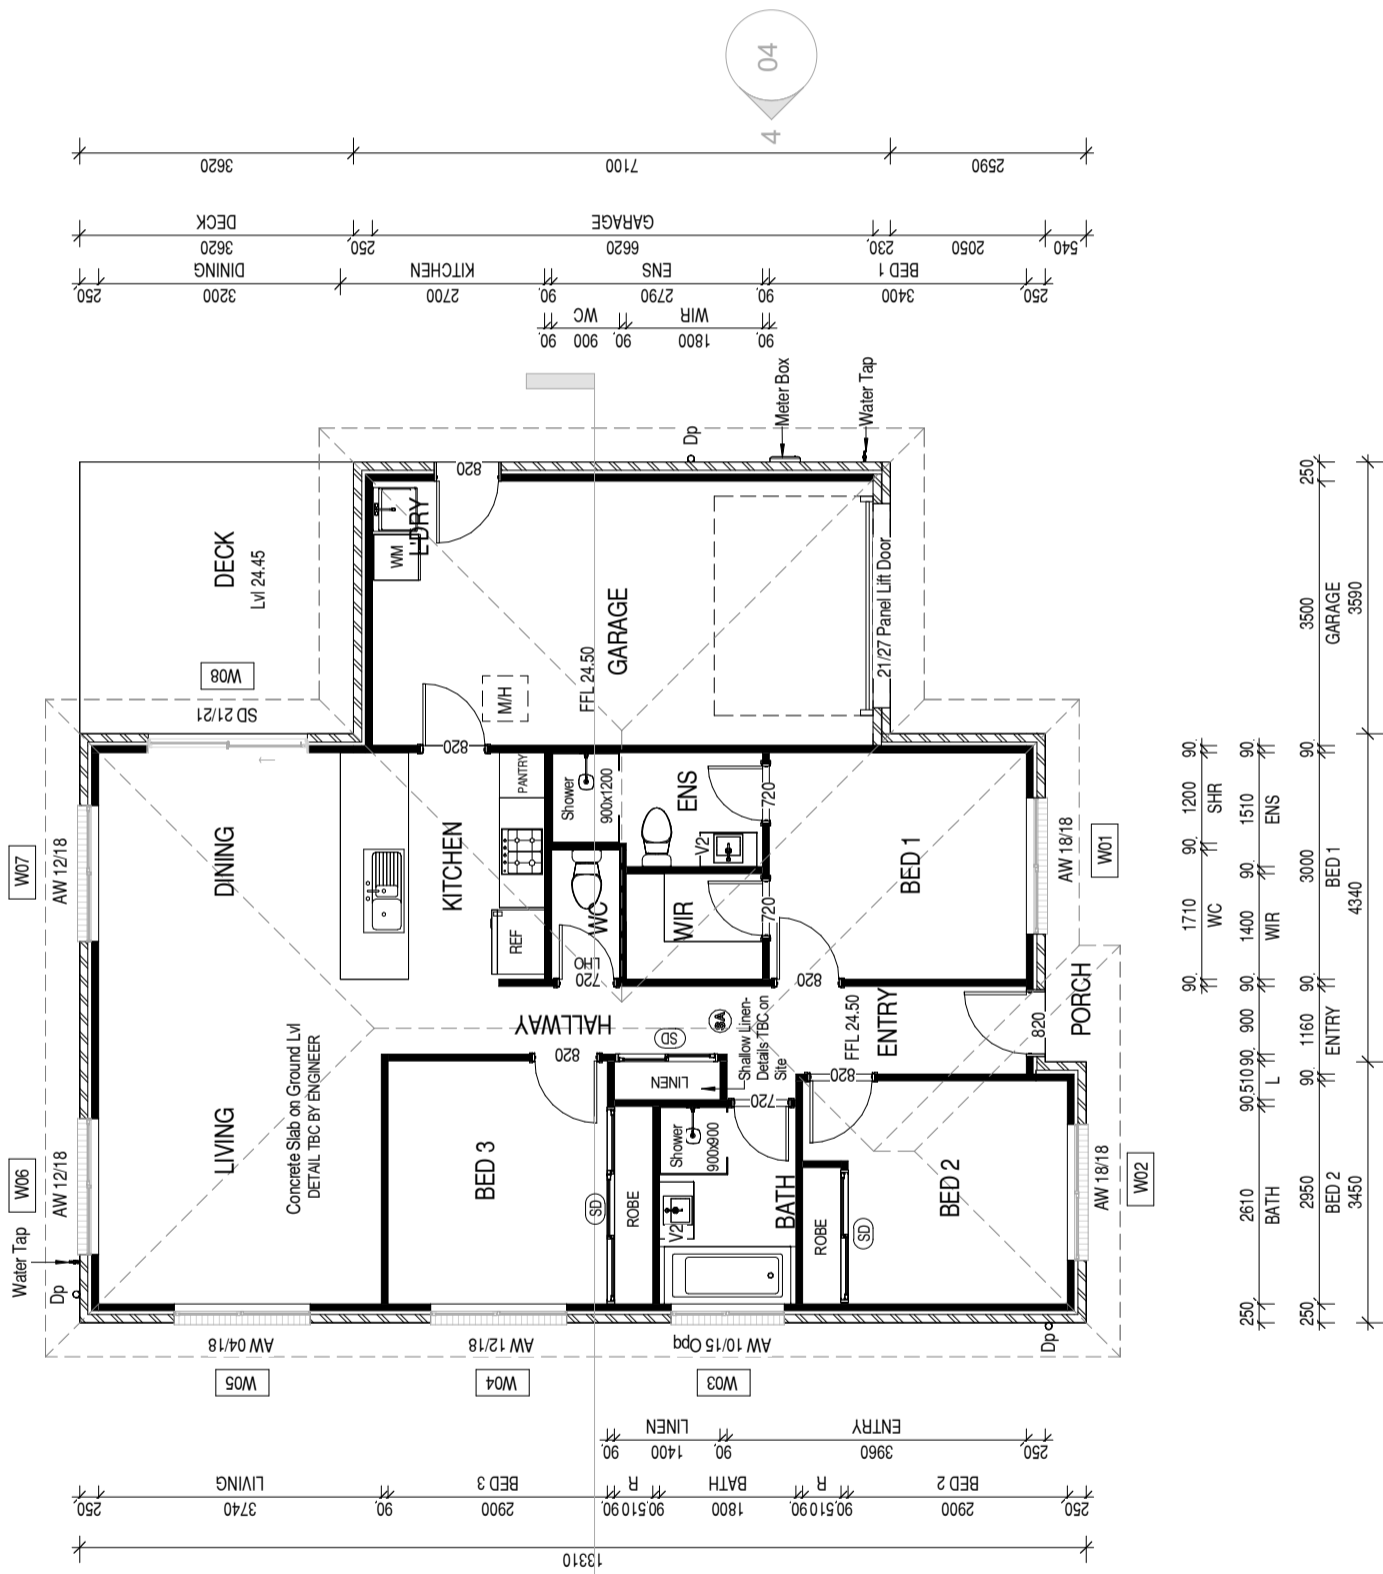 04
4
3620
7100
2590
DECK
GARAGE
3620
250
6620
230
2050
540
DINING
KITCHEN
ENS
BED 1
250
3200
2700
90
2790
90
3400
250
WC
WIR
90
900
90
1800
90
Meter Box
Water Tap
Dp
820
DECK
Lvl 24.45
L'DRY
WM
GARAGE
FFL 24.50
M/H
21/27 Panel Lift Door
W08
SD 21/21
820
W07
AW 12/18
DINING
KITCHEN
PANTRY
REF
Shower
900x1200
ENS
V2
720
WC
LHO
720
WIR
720
BED 1
820
AW 18/18
W01
HALLWAY
SA
SD
Shallow Linen-
Details TBC on
Site
FFL 24.50
ENTRY
820
PORCH
W06
AW 12/18
Water Tap
Dp
LIVING
Concrete Slab on Ground Lvl
DETAIL TBC BY ENGINEER
BED 3
820
LINEN
ROBE
SD
Shower
900x900
V2
BATH
720
820
BED 2
ROBE
SD
AW 18/18
W02
Dp
AW 04/18
W05
AW 12/18
W04
AW 10/15 Opq
W03
LINEN
ENTRY
90
1400
90
3960
250
LIVING
BED 3
R
BATH
R
BED 2
250
3740
90
2900
90
510
90
1800
90
510
90
2900
250
13310
90
1710
90
1200
90
WC
SHR
250
2610
90
510
90
900
90
1400
90
1510
90
BATH
L
WIR
ENS
250
2950
90
1160
90
3000
90
3500
250
BED 2
ENTRY
BED 1
GARAGE
3450
4340
3590